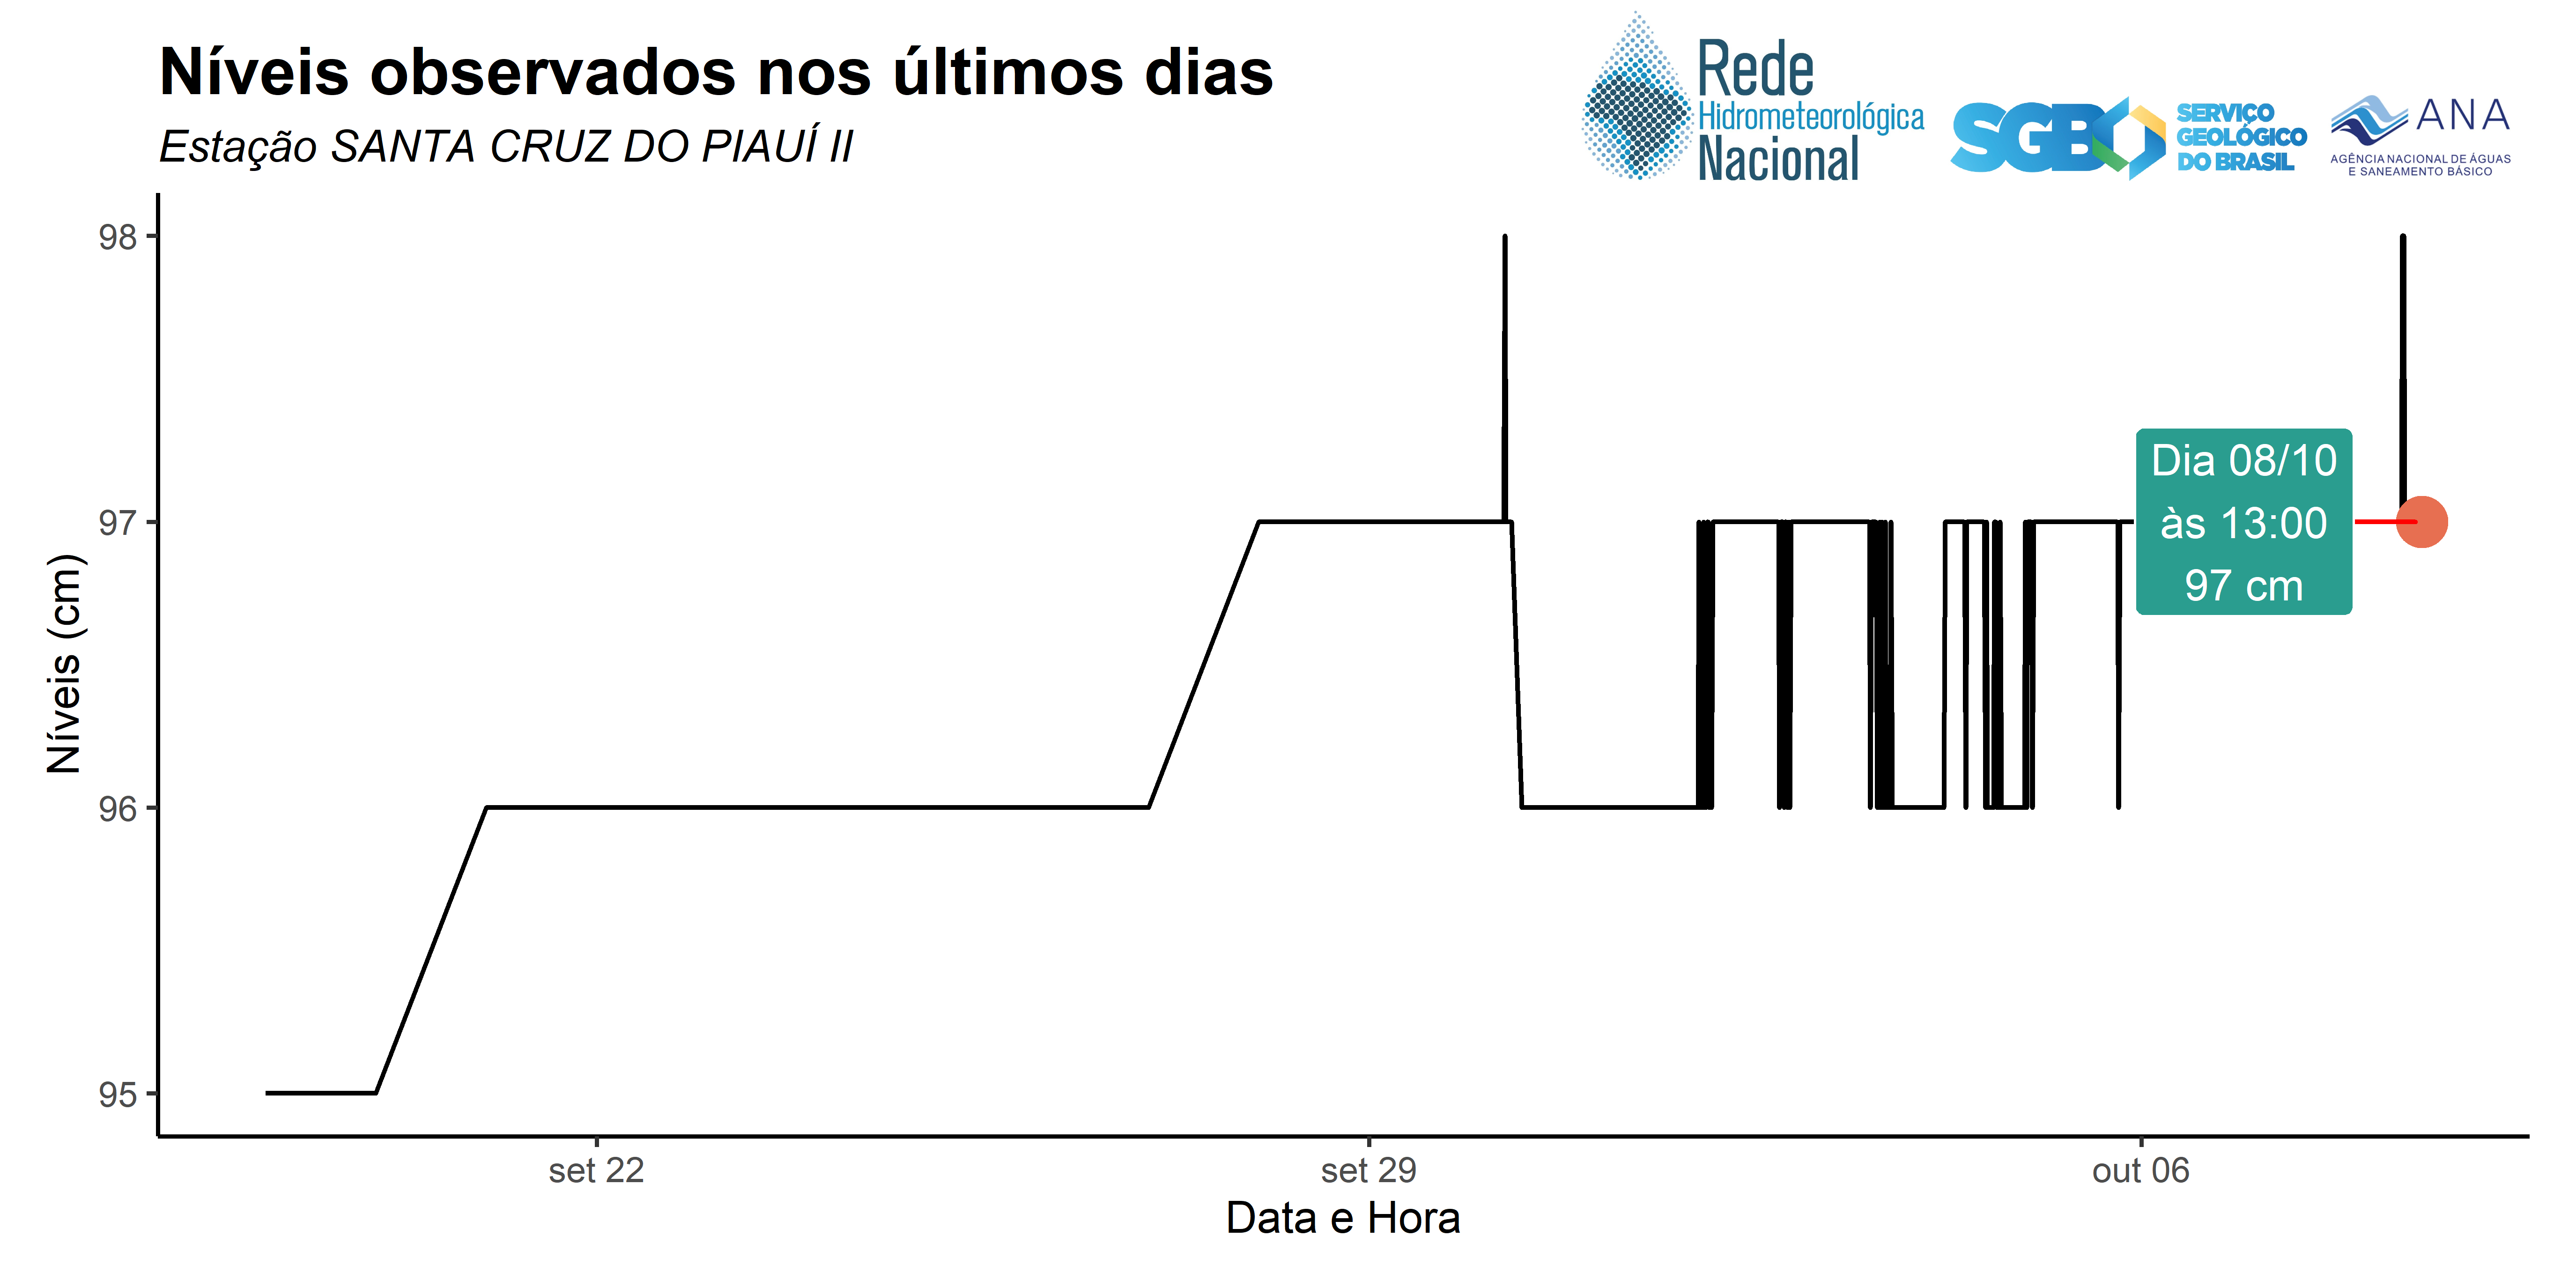 Níveis observados nos últimos dias
Estação SANTA CRUZ DO PIAUÍ II
Rede
Hidrometeorológica
Nacional
SGB
SERVIÇO
GEOLÓGICO
DO BRASIL
ANA
AGÊNCIA NACIONAL DE ÁGUAS
E SANEAMENTO BÁSICO
98
97
96
95
Níveis (cm)
Dia 08/10
às 13:00
97 cm
set 22
set 29
out 06
Data e Hora